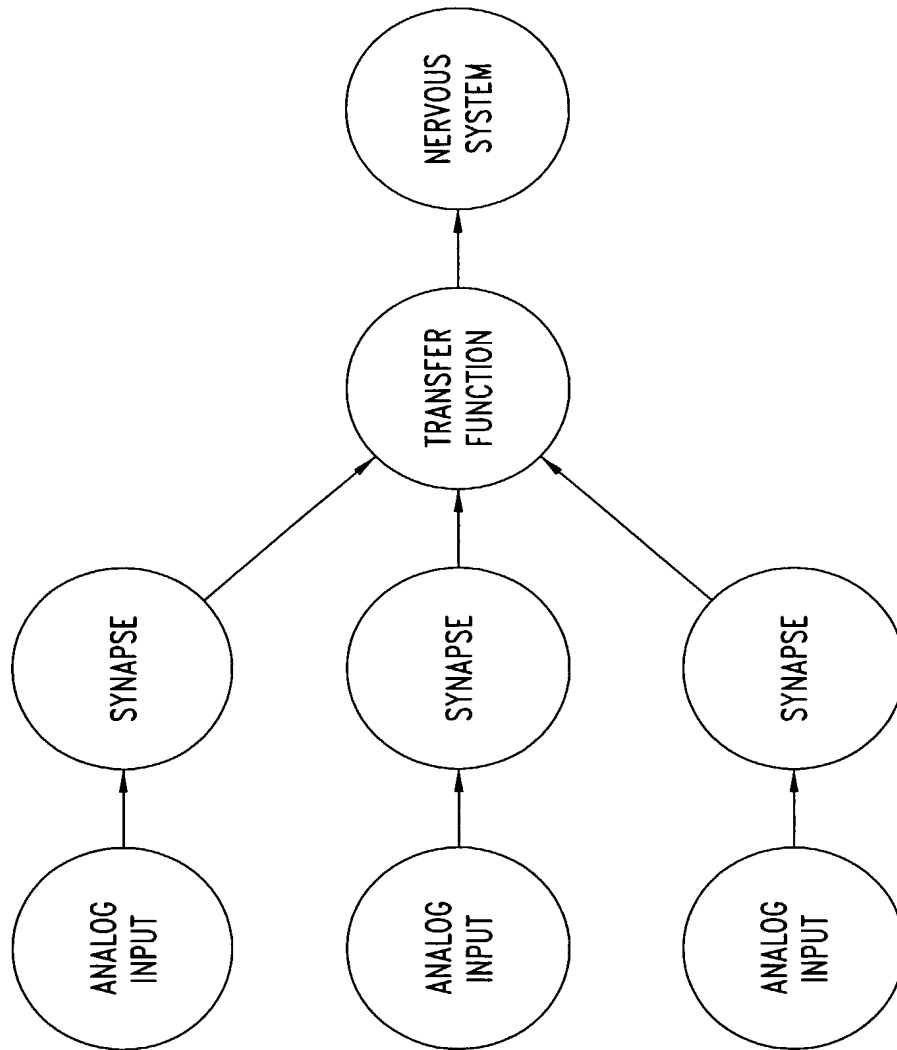 ANALOG
INPUT
ANALOG
INPUT
ANALOG
INPUT
SYNAPSE
SYNAPSE
SYNAPSE
TRANSFER
FUNCTION
NERVOUS
SYSTEM